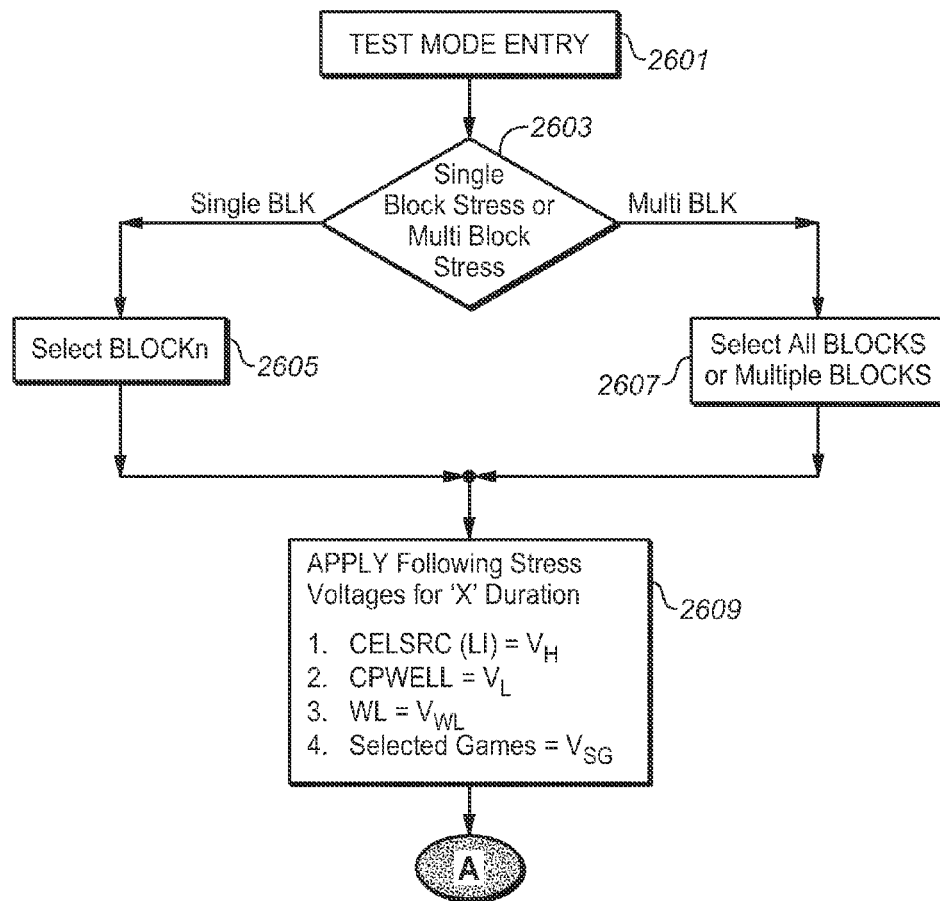 TEST MODE ENTRY
2601
2603
Single
Block Stress or
Multi Block
Stress
Single BLK
Multi BLK
Select BLOCKn
2605
Select All BLOCKS
or Multiple BLOCKS
2607
APPLY Following Stress
Voltages for 'X' Duration
1. CELSRC (LI) = VH
2. CPWELL = VL
3. WL = VWL
4. Selected Games = VSG
2609
A